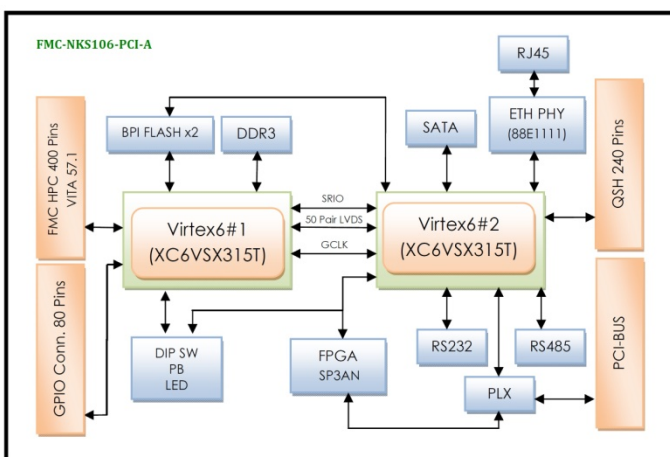 FMC-NKS106-PCI-A
RJ45
FMC HPC 400 Pins
VITA 57.1
BPI FLASH x2
DDR3
SATA
ETH PHY
(88E1111)
QSH 240 Pins
Virtex6#1
(XC6VSX315T)
SRIO
50 Pair LVDS
GCLK
Virtex6#2
(XC6VSX315T)
GPIO Conn. 80 Pins
DIP SW
PB
LED
FPGA
SP3AN
RS232
RS485
PLX
PCI-BUS